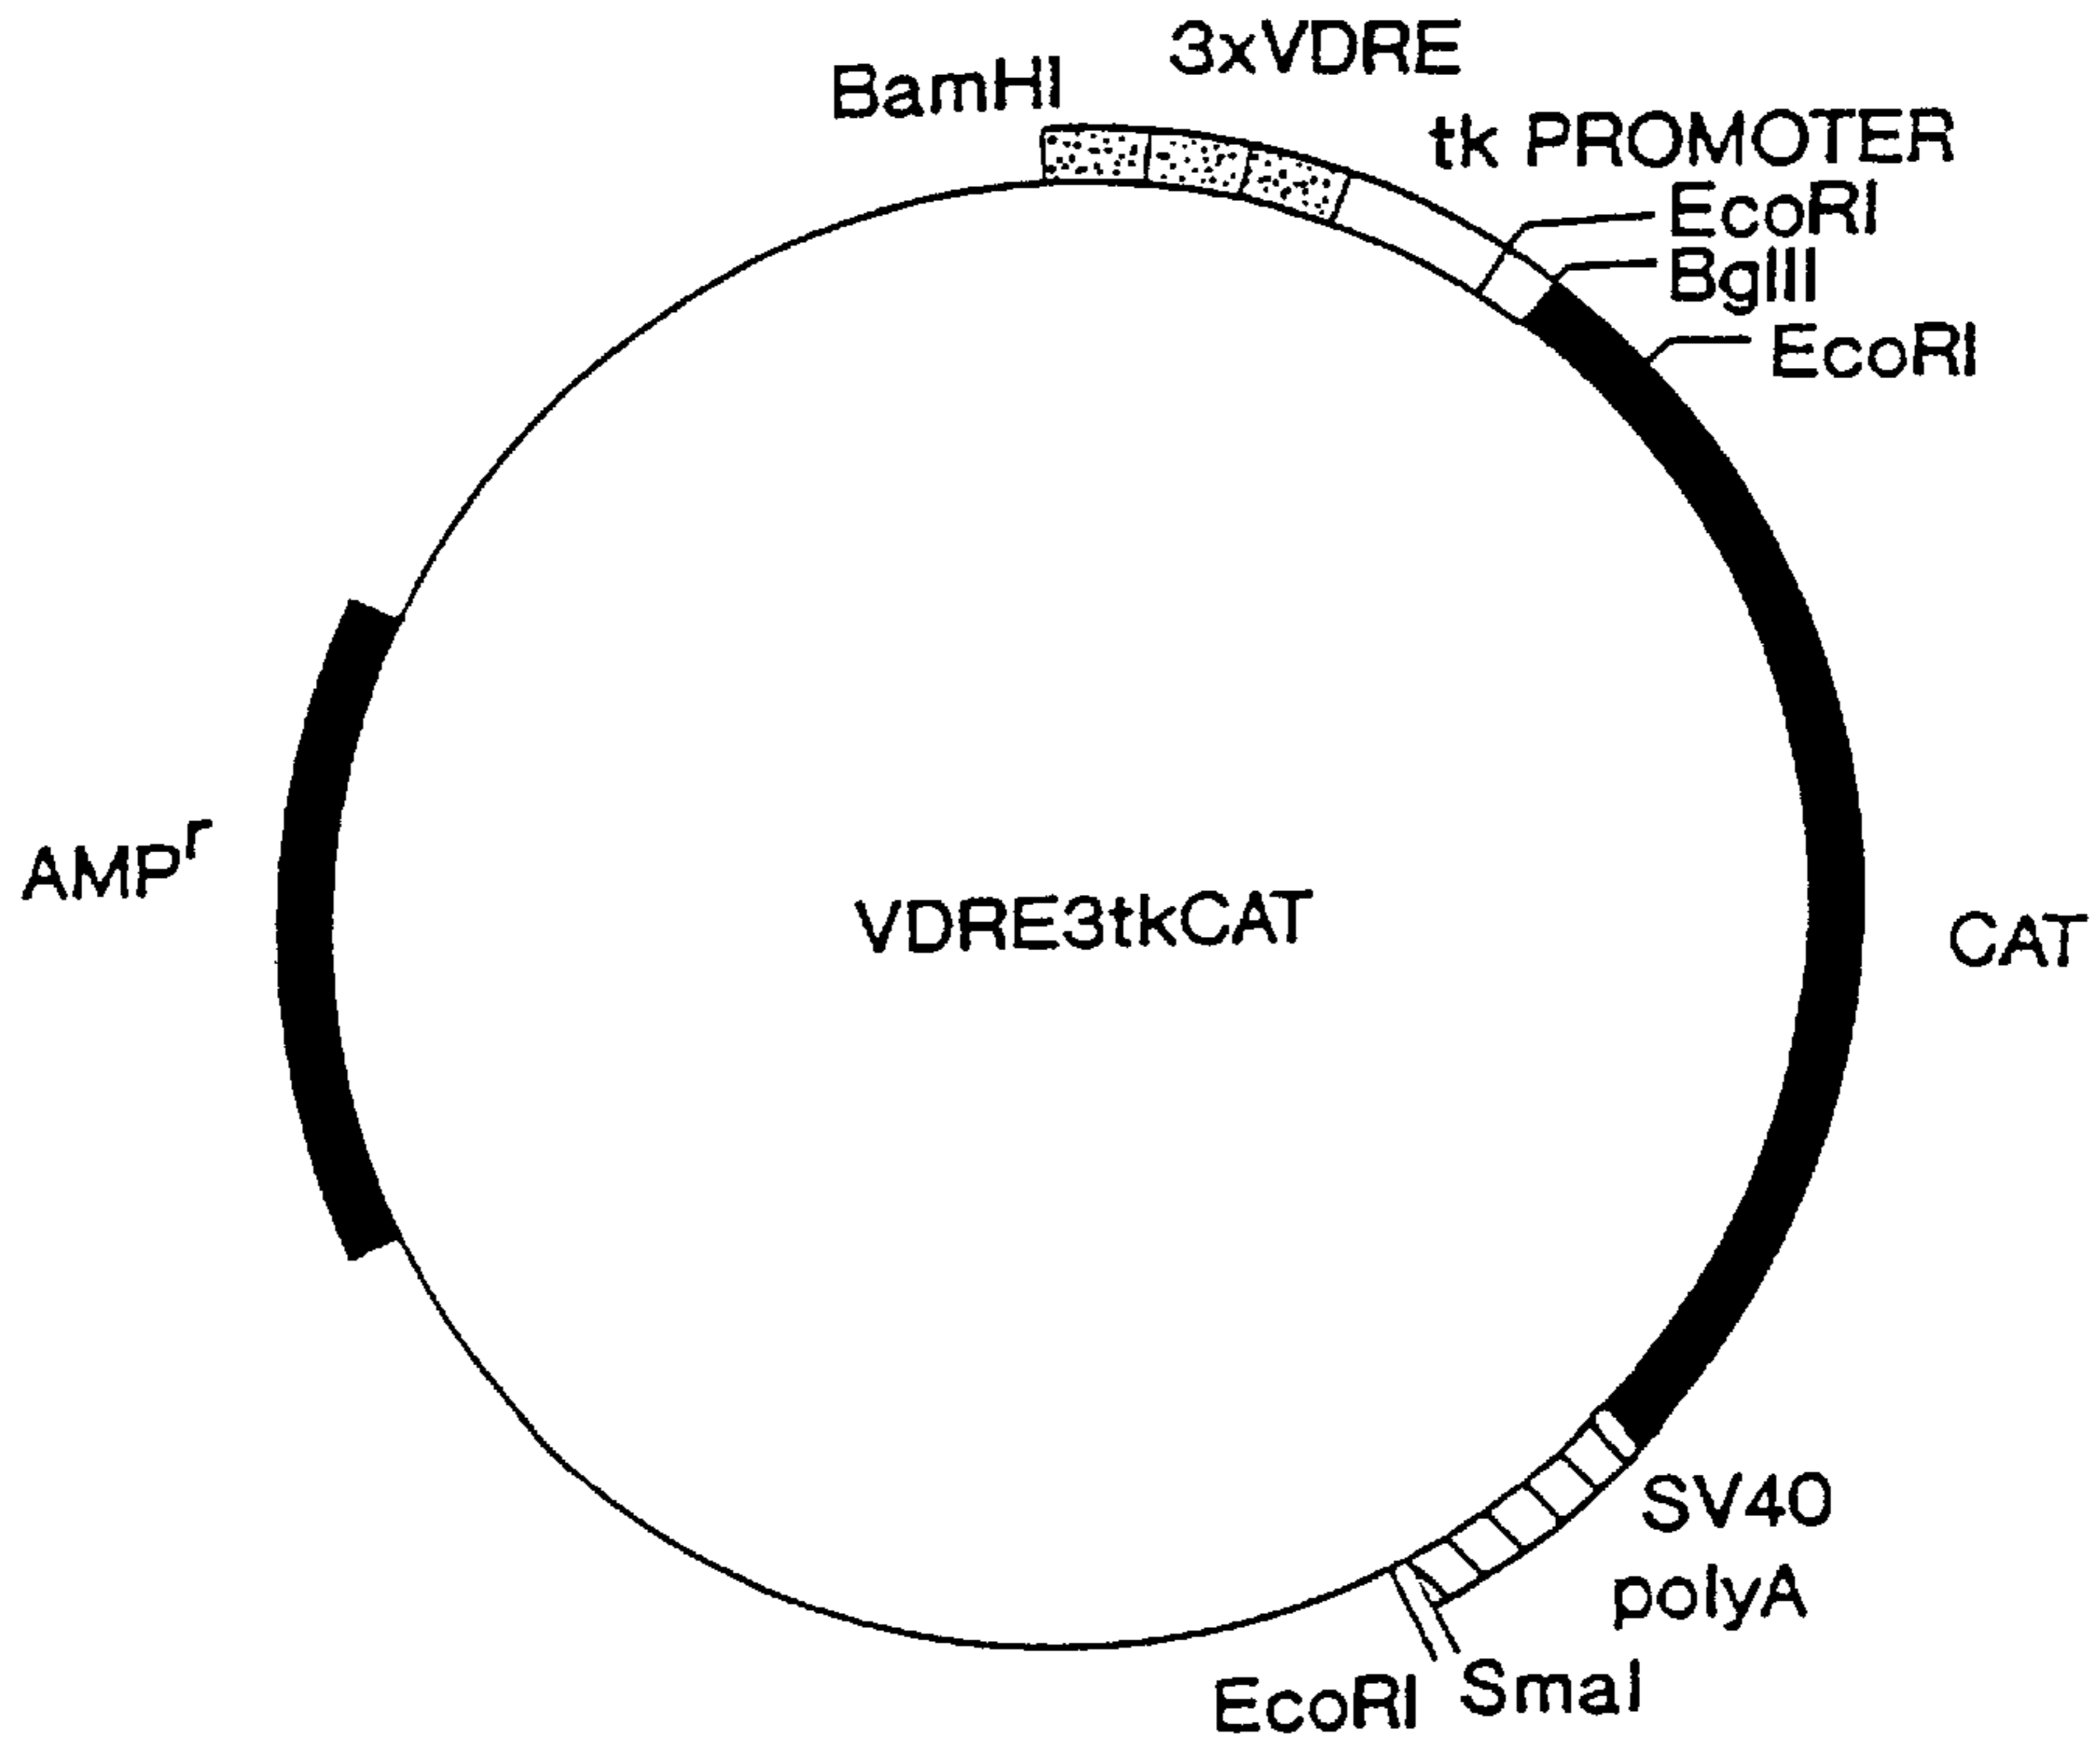 3xVDRE
BamHI
tk PROMOTER
EcoRI
BglII
EcoRI
AMPr
VDRE3tkCAT
CAT
SV40
polyA
EcoRI
SmaI